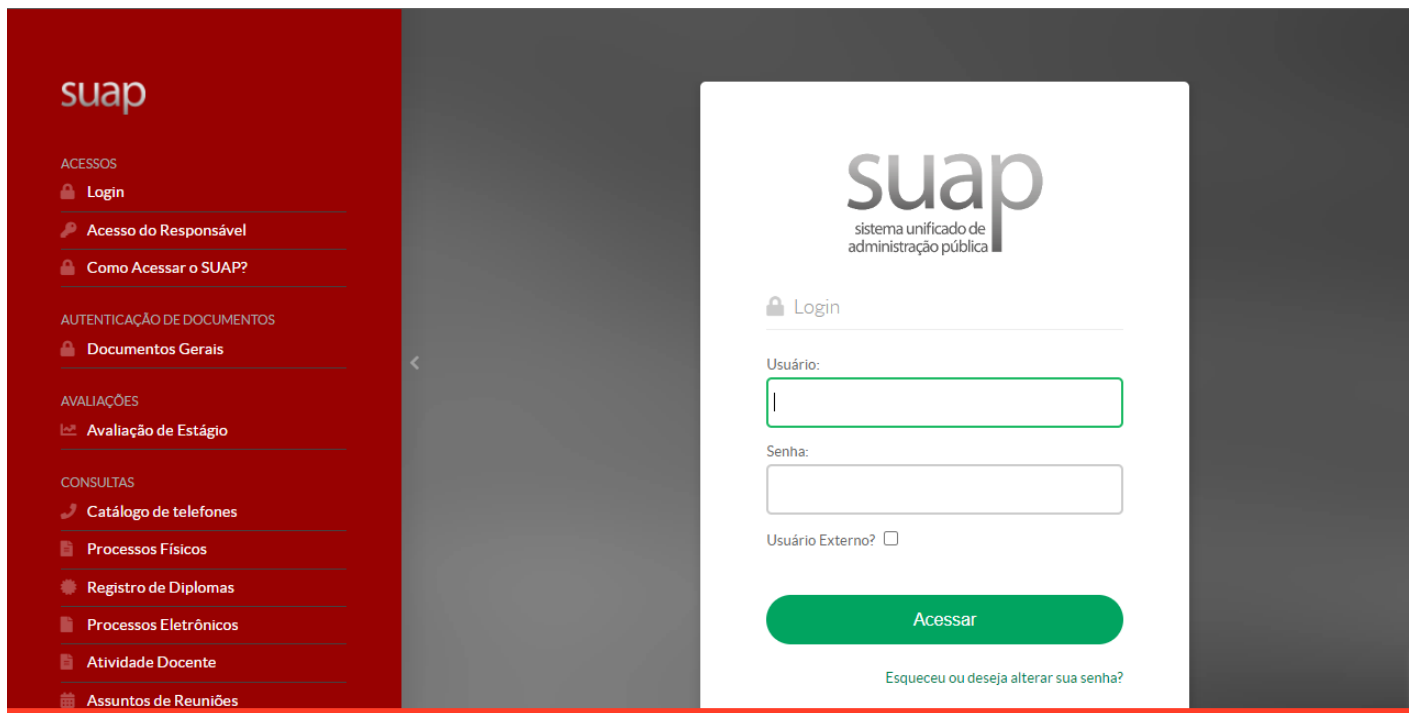 suap
ACESSOS
Login
Acesso do Responsável
Como Acessar o SUAP?
AUTENTICAÇÃO DE DOCUMENTOS
Documentos Gerais
AVALIAÇÕES
Avaliação de Estágio
CONSULTAS
Catálogo de telefones
Processos Físicos
Registro de Diplomas
Processos Eletrônicos
Atividade Docente
Assuntos de Reuniões
suap
sistema unificado de
administração pública
Login
Usuário:
Senha:
Usuário Externo?
Acessar
Esqueceu ou deseja alterar sua senha?